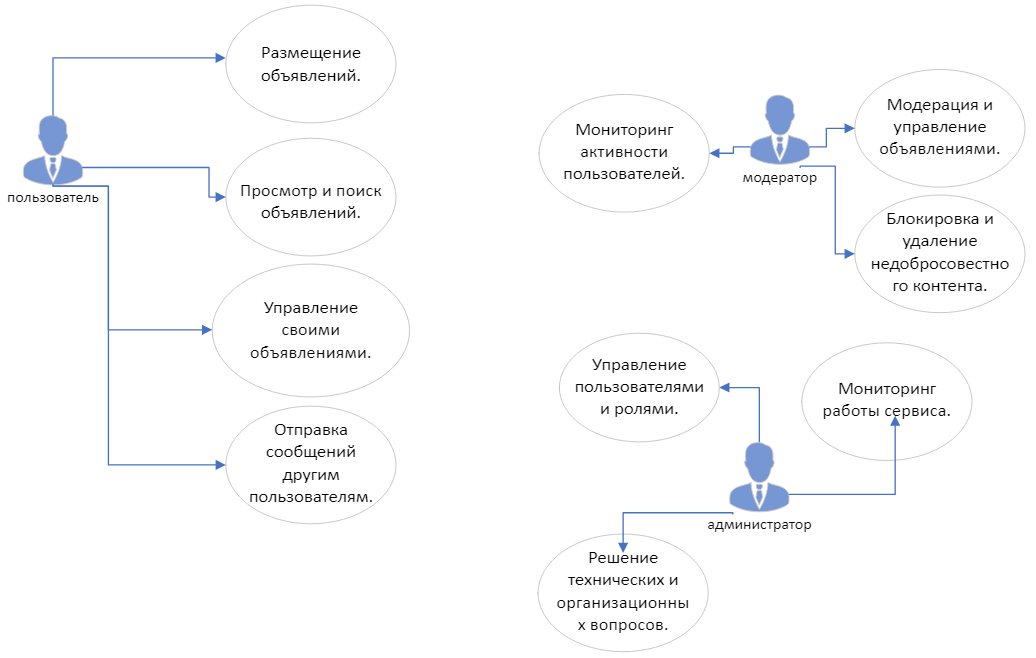 Размещение
объявлений.
пользователь
Просмотр и поиск
объявлений.
Управление
своими
объявлениями.
Отправка
сообщений
другим
пользователям.
Мониторинг
активности
пользователей.
модератор
Модерация и
управление
объявлениями.
Блокировка и
удаление
недобросовестно
го контента.
Управление
пользователями
и ролями.
Мониторинг
работы сервиса.
администратор
Решение
технических и
организационны
х вопросов.